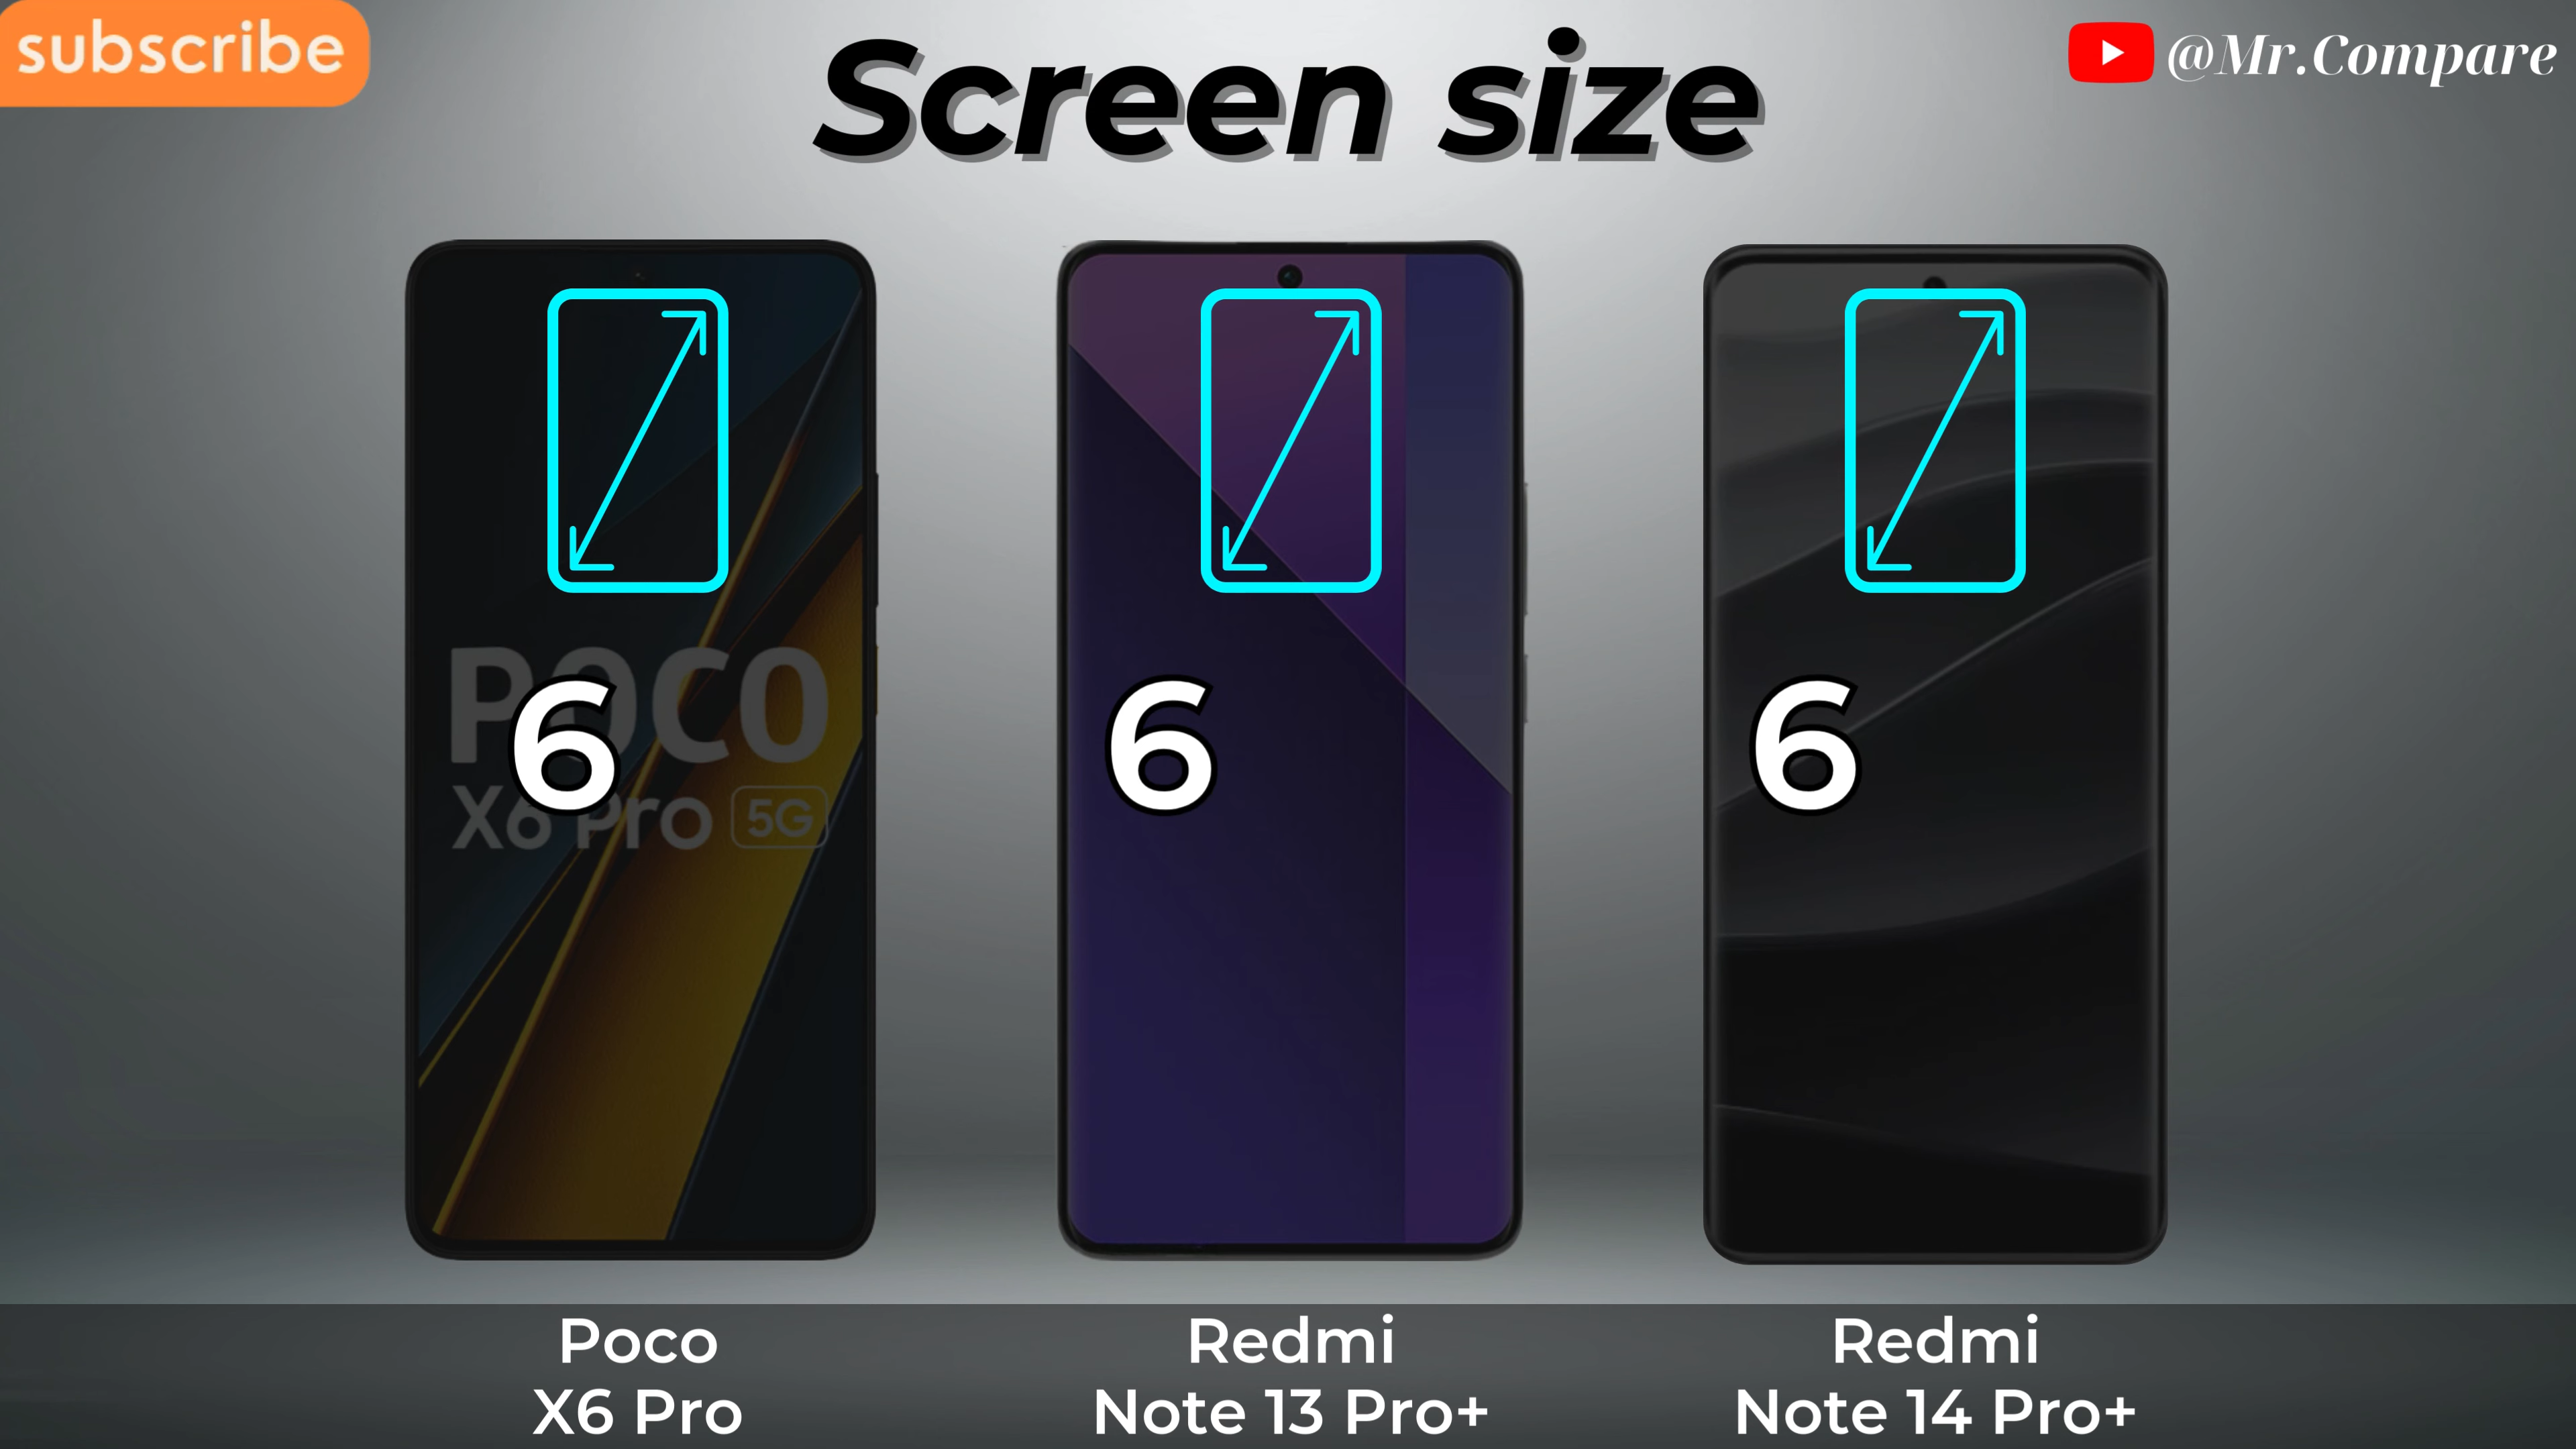 subscribe
Screen size
@Mr.Compare
POCO
X6 Pro 5G
6
6
6
Poco
X6 Pro
Redmi
Note 13 Pro+
Redmi
Note 14 Pro+